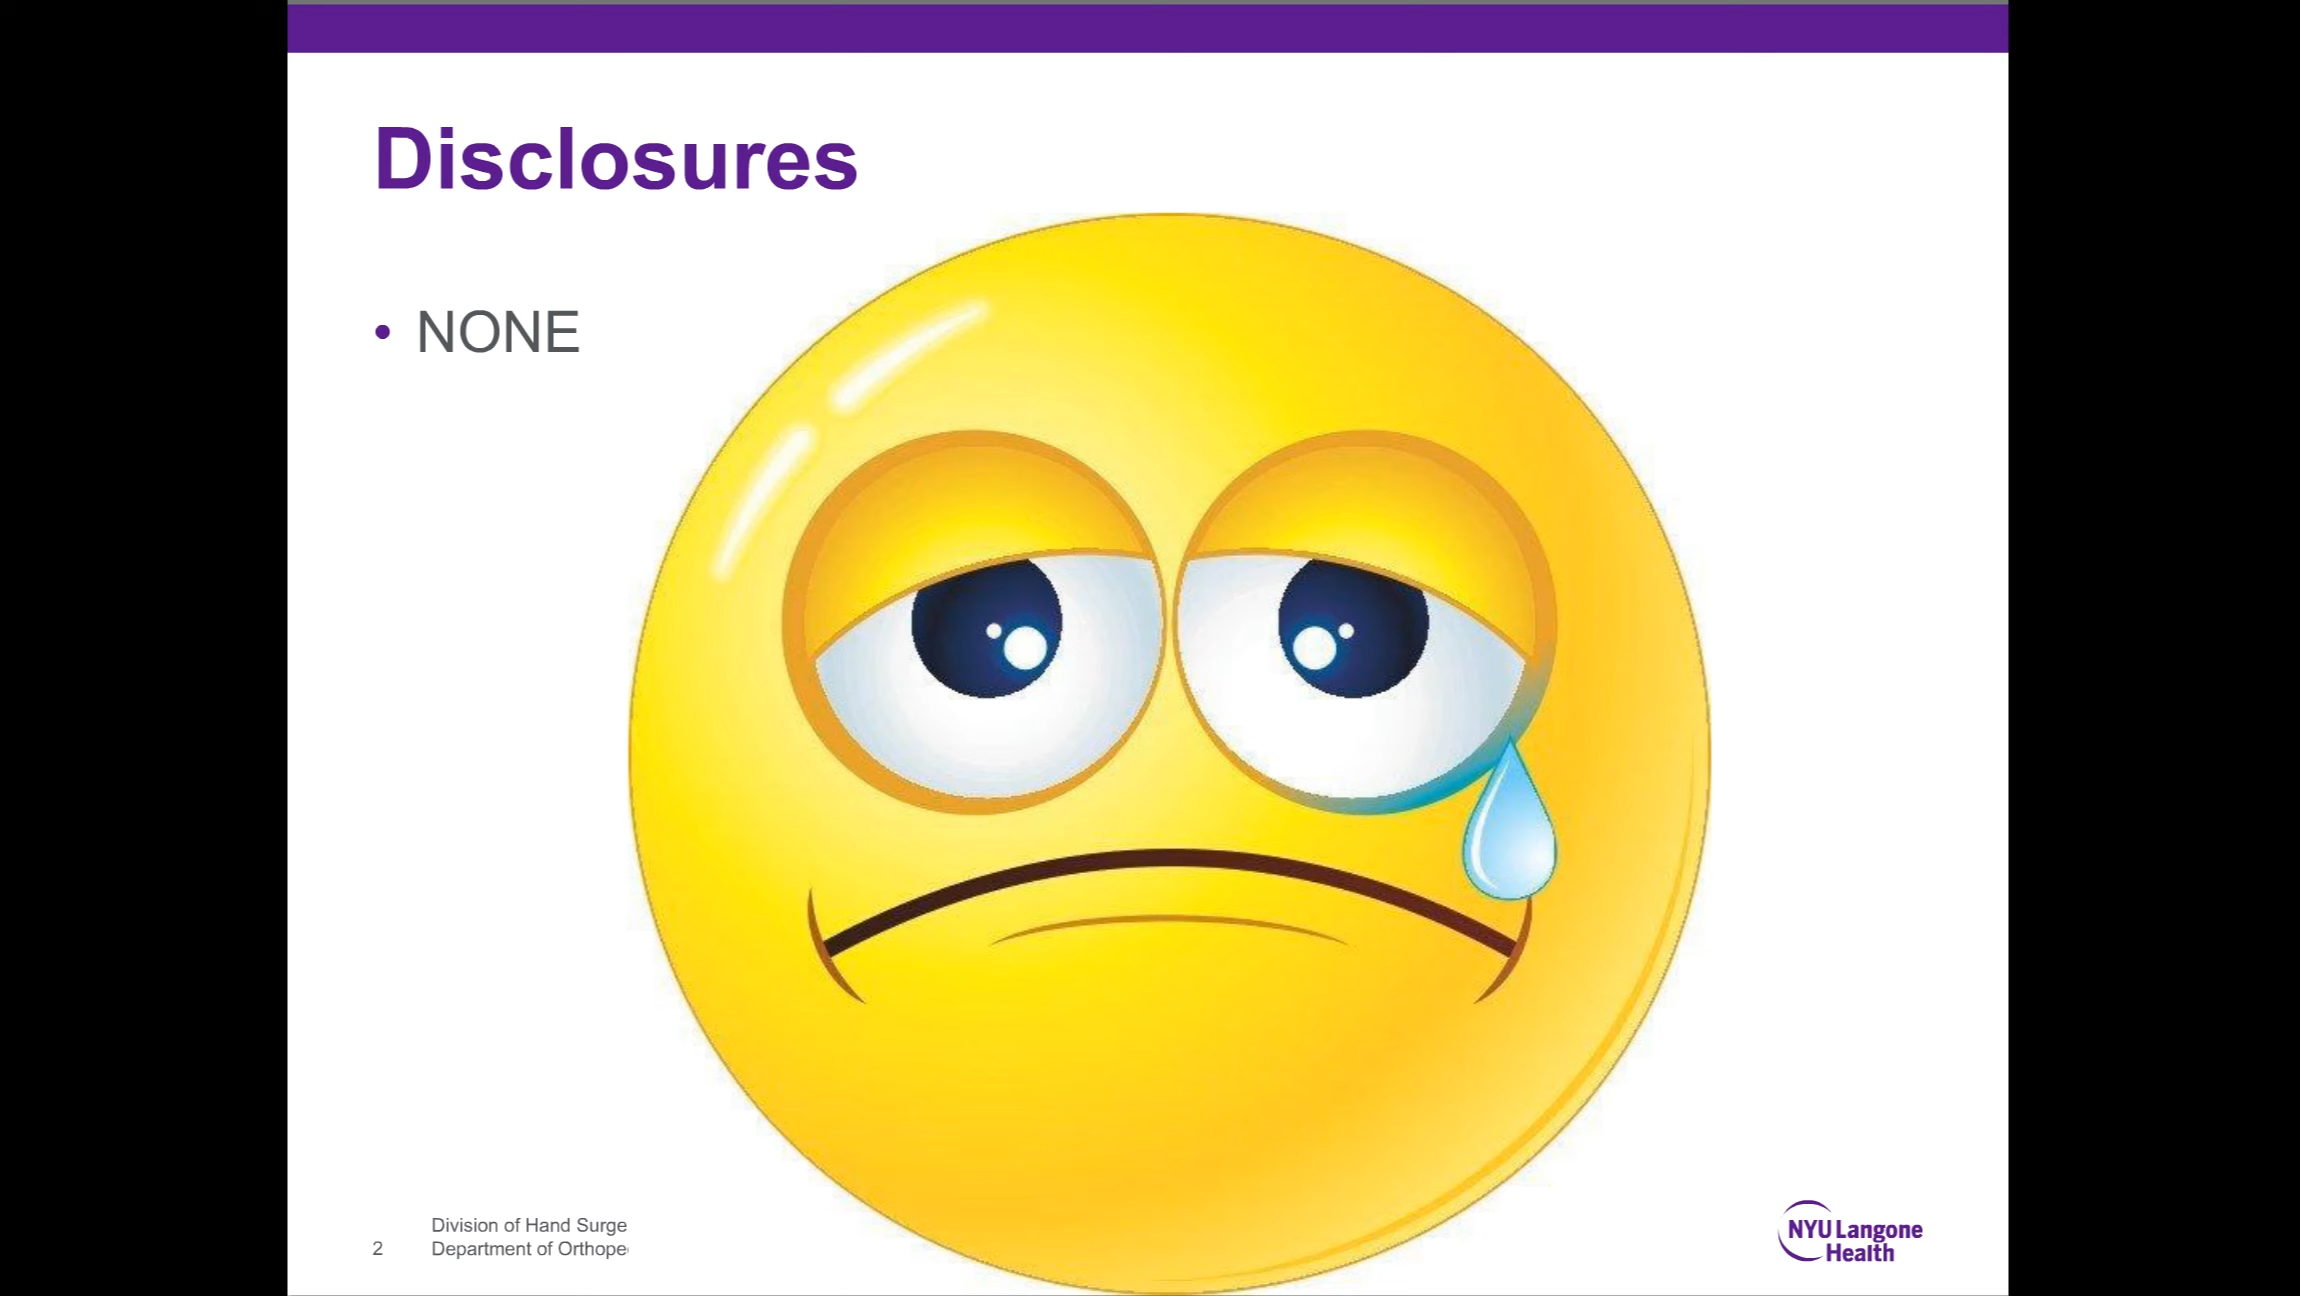 Disclosures
• NONE
Division of Hand Surge
2 Department of Orthope
NYU Langone
Health